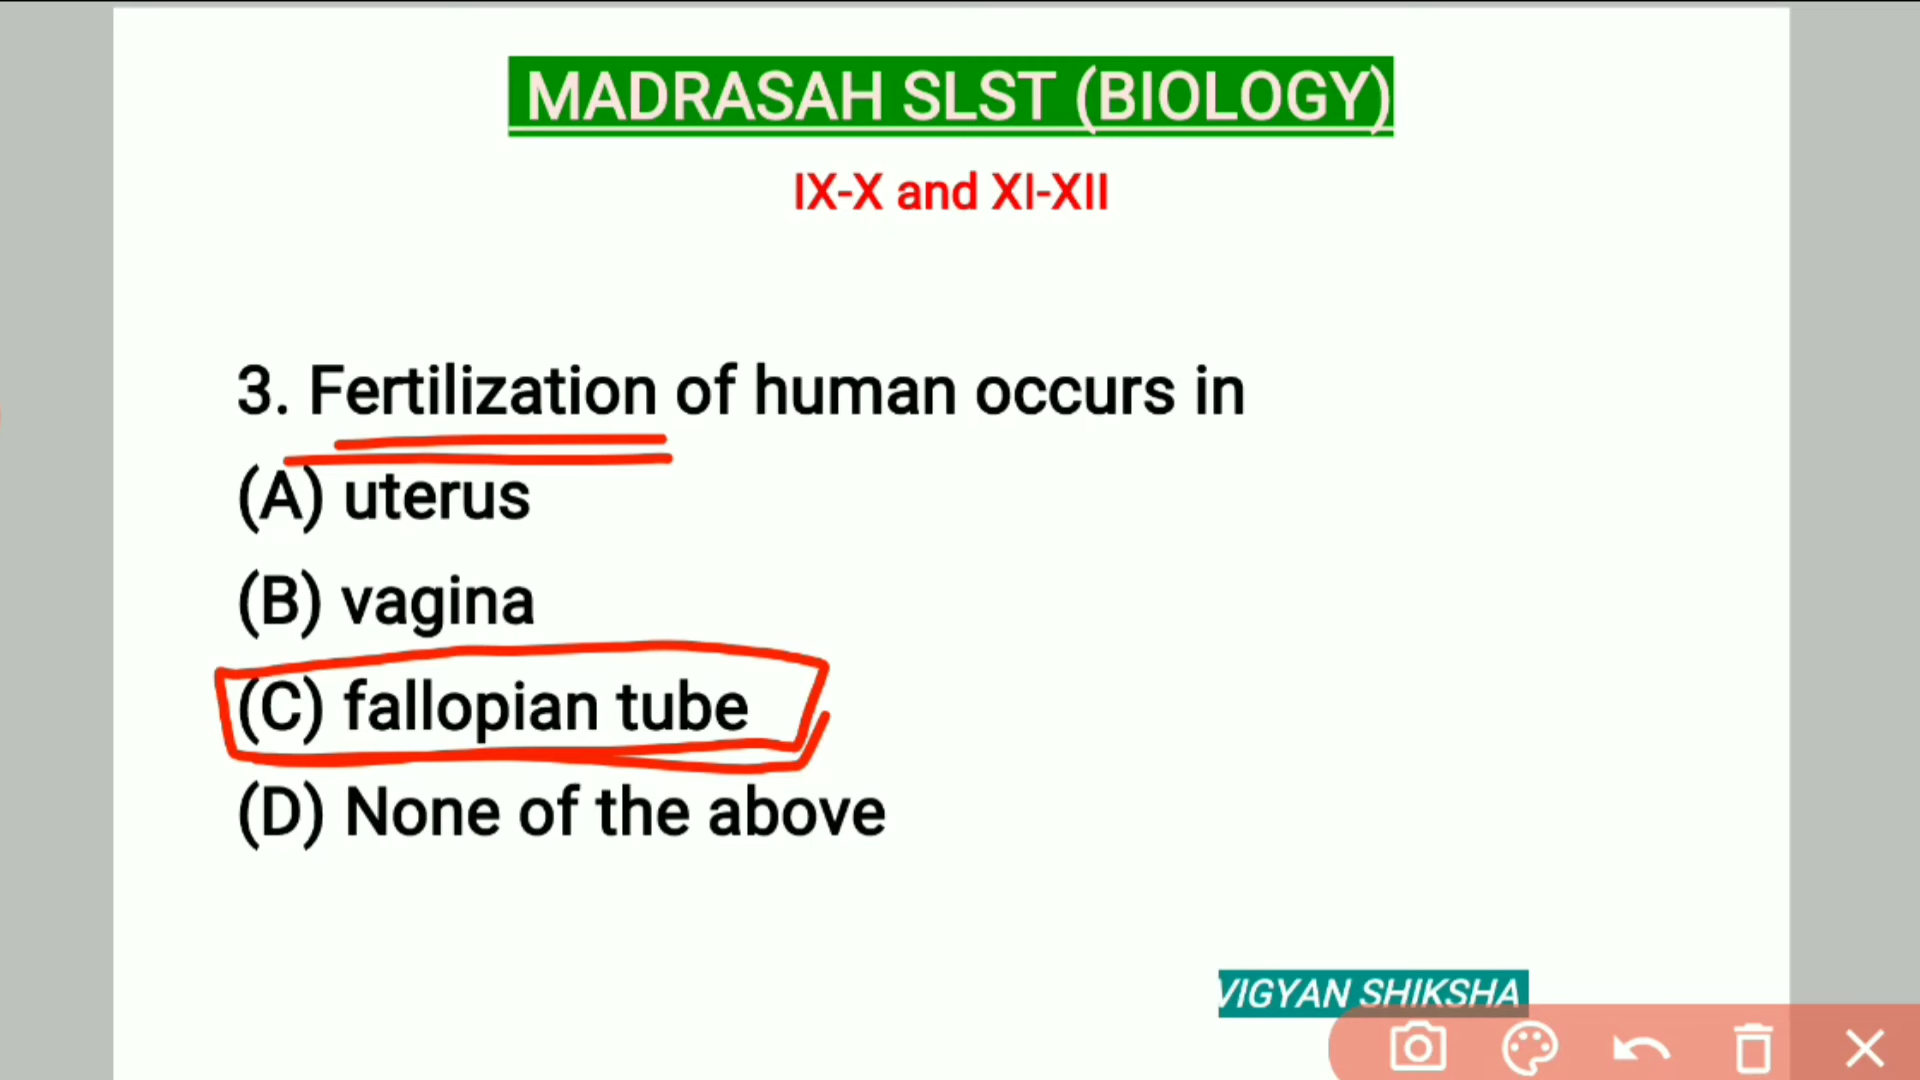 MADRASAH SLST (BIOLOGY)
IX-X and XI-XII
3. Fertilization of human occurs in
(A) uterus
(B) vagina
(C) fallopian tube
(D) None of the above
VIGYAN SHIKSHA